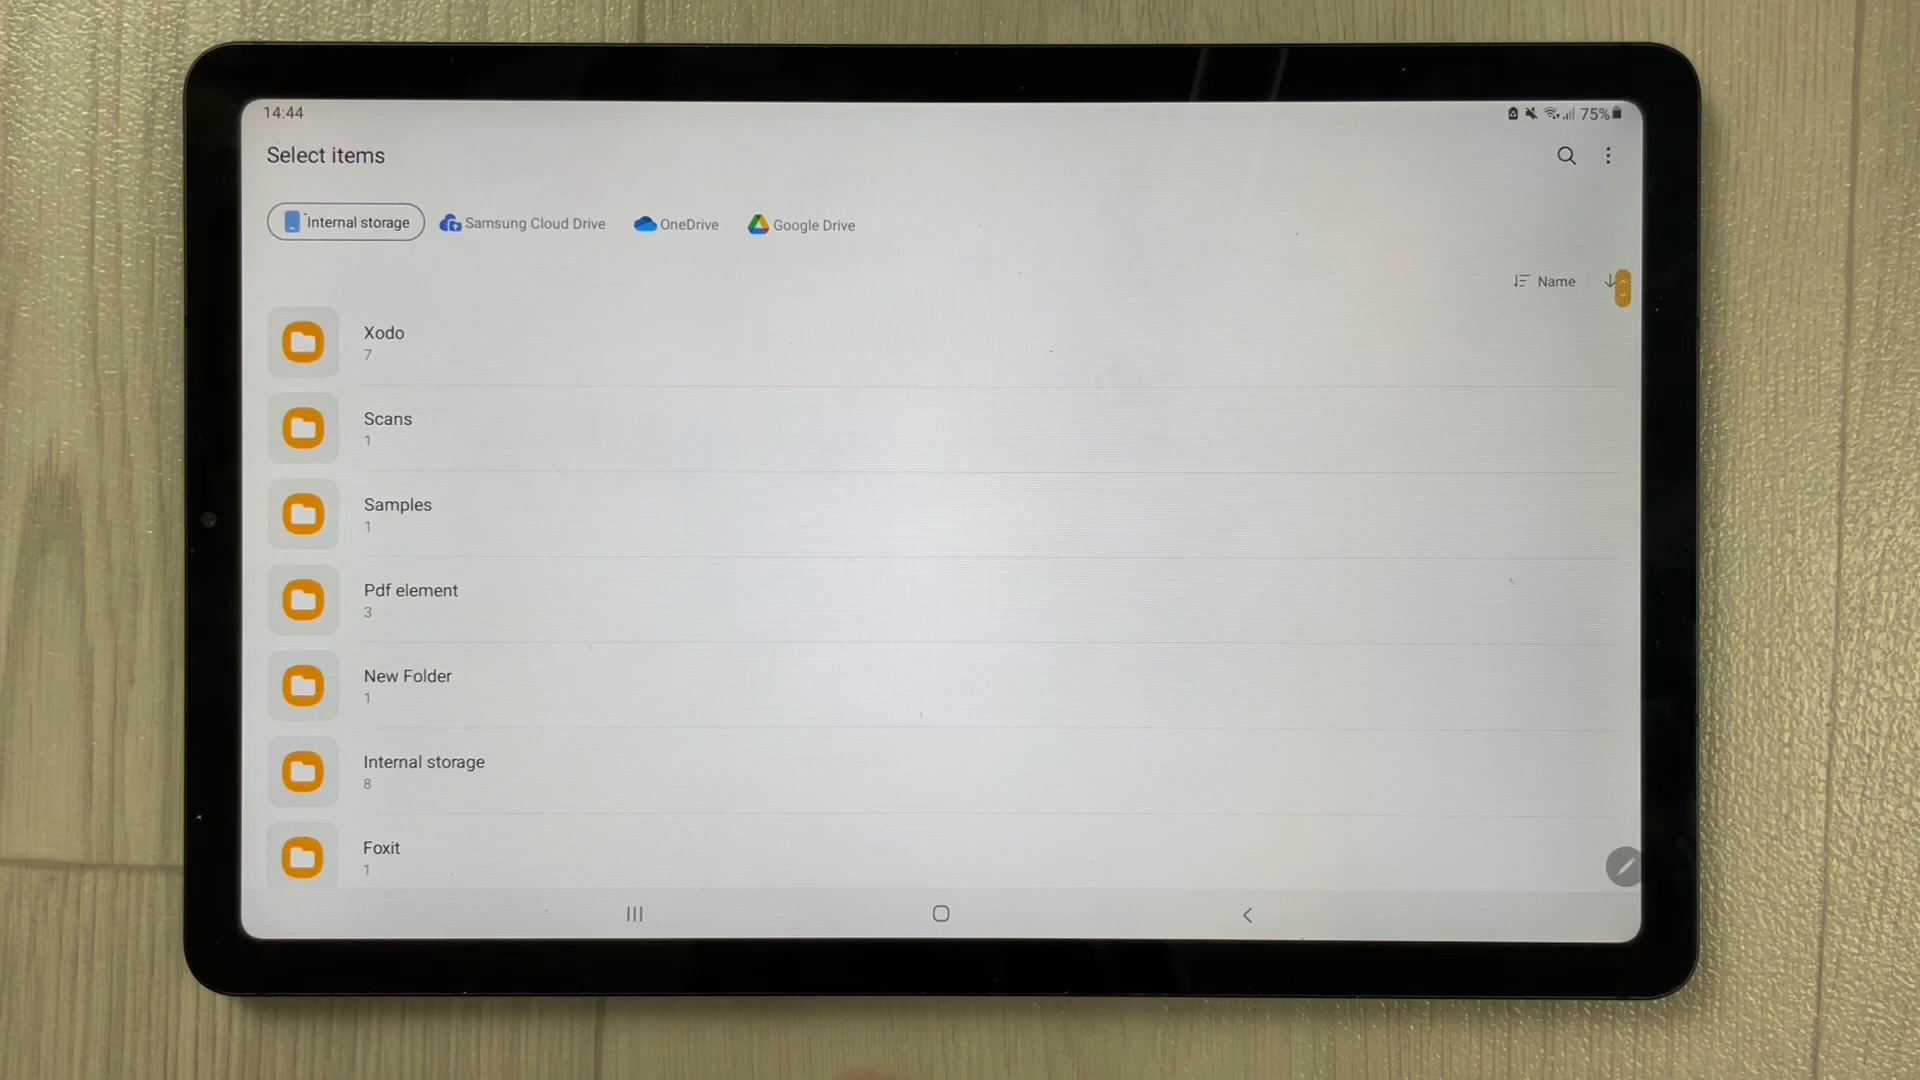 14:44
75%
Select items
Internal storage
Samsung Cloud Drive
OneDrive
Google Drive
Name
Xodo
7
Scans
1
Samples
1
Pdf element
3
New Folder
1
Internal storage
8
Foxit
1